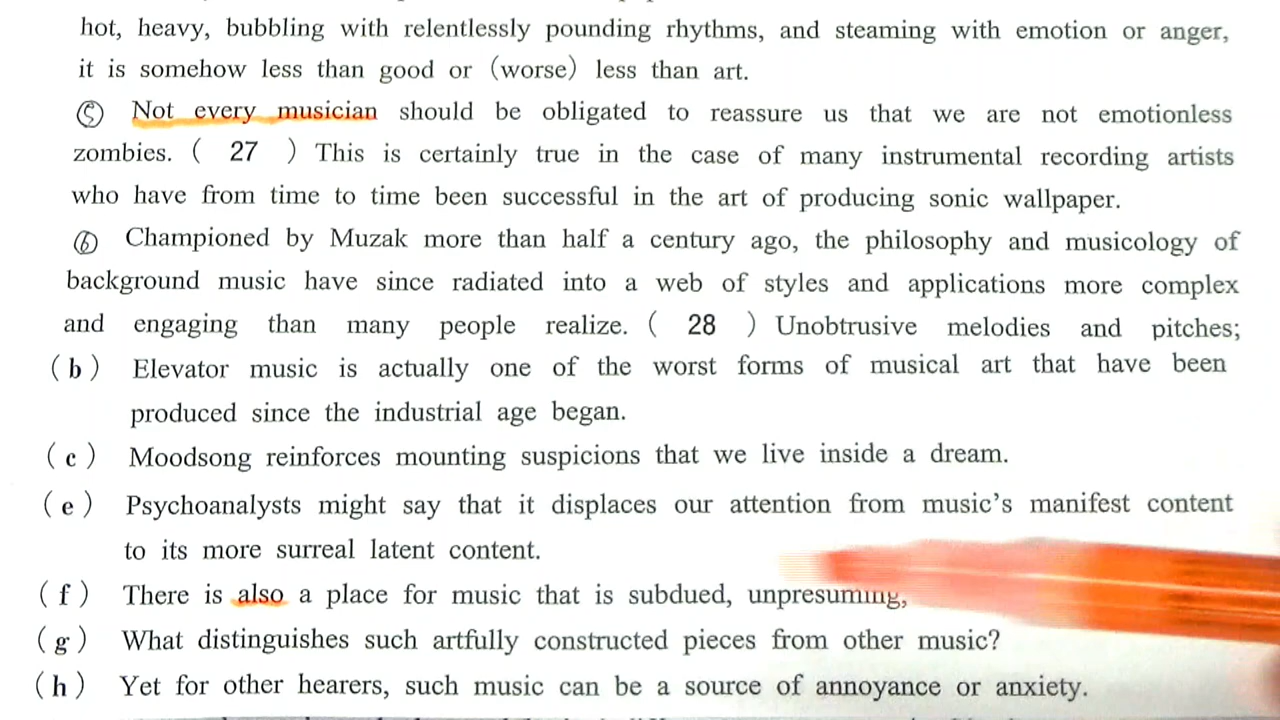 hot, heavy, bubbling with relentlessly pounding rhythms, and steaming with emotion or anger,
it is somehow less than good or (worse) less than art.
⑤ Not every musician should be obligated to reassure us that we are not emotionless
zombies. ( 27 ) This is certainly true in the case of many instrumental recording artists
who have from time to time been successful in the art of producing sonic wallpaper.
⑥ Championed by Muzak more than half a century ago, the philosophy and musicology of
background music have since radiated into a web of styles and applications more complex
and engaging than many people realize. ( 28 ) Unobtrusive melodies and pitches;
(b) Elevator music is actually one of the worst forms of musical art that have been
produced since the industrial age began.
(c) Moodsong reinforces mounting suspicions that we live inside a dream.
(e) Psychoanalysts might say that it displaces our attention from music's manifest content
to its more surreal latent content.
(f) There is also a place for music that is subdued, unpresuming,
(g) What distinguishes such artfully constructed pieces from other music?
(h) Yet for other hearers, such music can be a source of annoyance or anxiety.